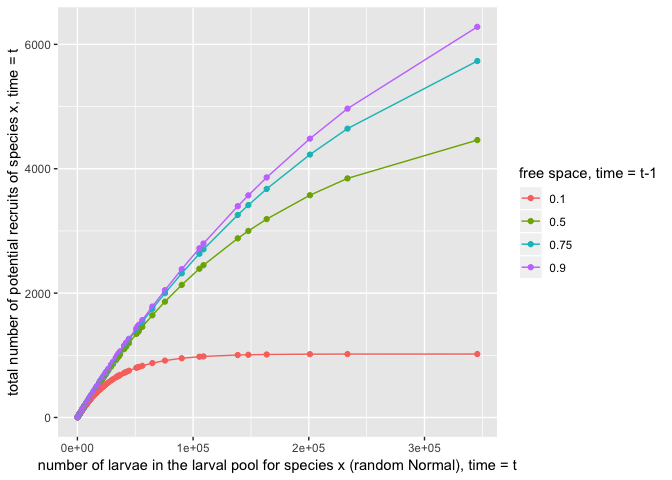 total number of potential recruits of species x, time = t
6000
4000
2000
0
0e+00 1e+05 2e+05 3e+05
number of larvae in the larval pool for species x (random Normal), time = t
free space, time = t-1
0.1
0.5
0.75
0.9